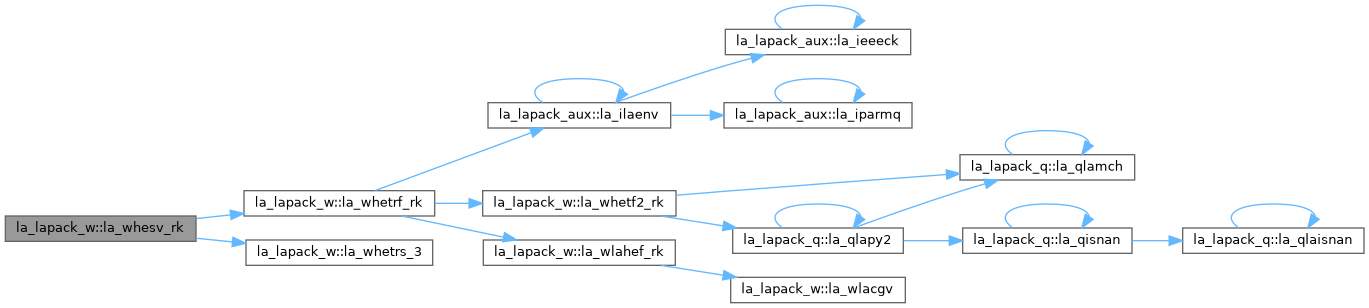 la_lapack_aux::la_ieeeck
la_lapack_aux::la_ilaenv
la_lapack_aux::la_iparmq
la_lapack_q::la_qlamch
la_lapack_w::la_whetrf_rk
la_lapack_w::la_whetf2_rk
la_lapack_w::la_whesv_rk
la_lapack_q::la_qlapy2
la_lapack_q::la_qisnan
la_lapack_q::la_qlaisnan
la_lapack_w::la_whetrs_3
la_lapack_w::la_wlahef_rk
la_lapack_w::la_wlacgv